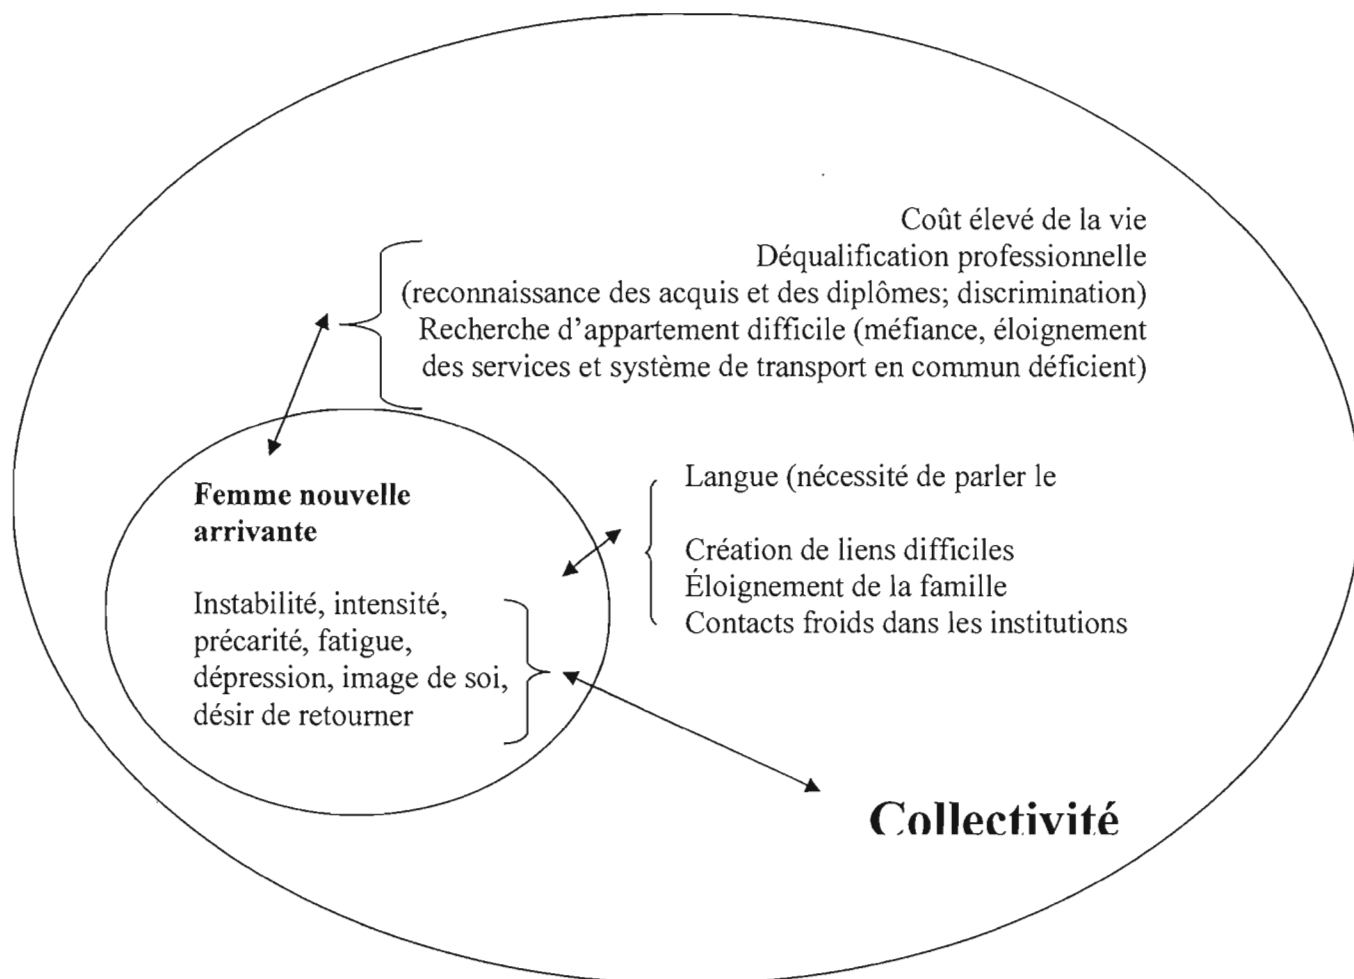 Coût élevé de la vie
Déqualification professionnelle
(reconnaissance des acquis et des diplômes; discrimination)
Recherche d’appartement difficile (méfiance, éloignement
des services et système de transport en commun déficient)
Femme nouvelle
arrivante
Instabilité, intensité,
précarité, fatigue,
dépression, image de soi,
désir de retourner
Langue (nécessité de parler le
Création de liens difficiles
Éloignement de la famille
Contacts froids dans les institutions
Collectivité